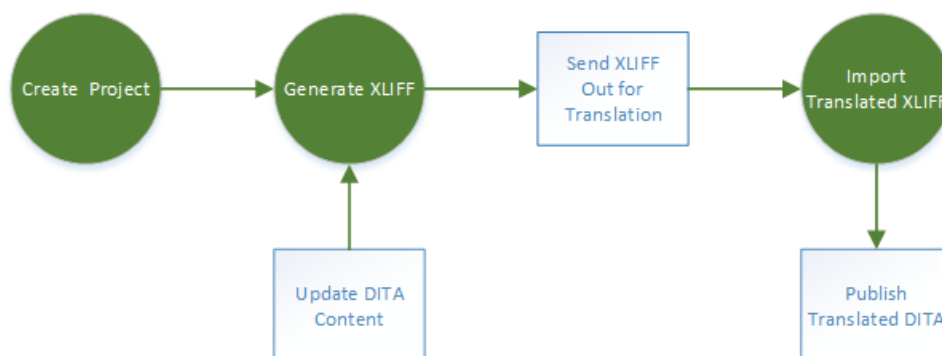 Create Project
Generate XLIFF
Send XLIFF
Out for
Translation
Import
Translated XLIFF
Update DITA
Content
Publish
Translated DITA